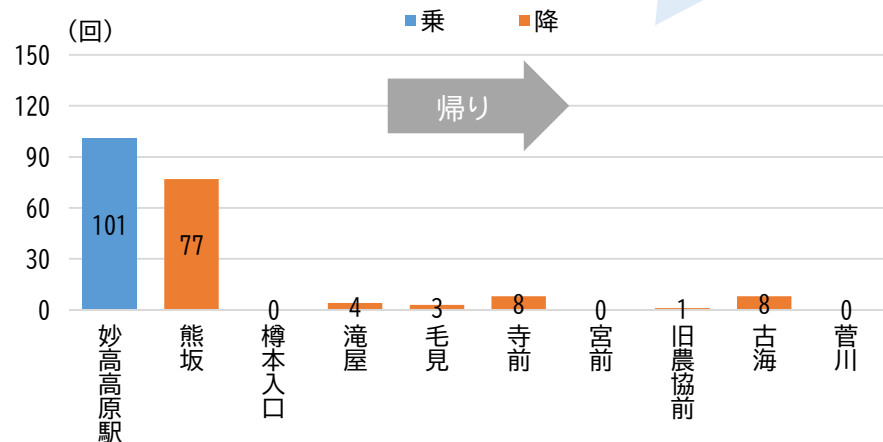 (回)
乗 降
150
120
90
60
30
0
帰り
101
77
0
4
3
8
0
1
8
0
妙高高原駅
熊坂
樽本入口
滝屋
毛見
寺前
宮前
旧農協前
古海
菅川